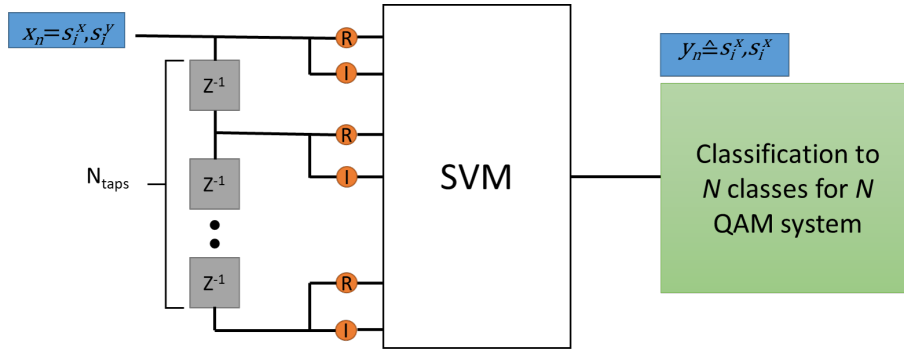 xₙ=sᵢˣ,sᵢʸ
R
I
Z⁻¹
R
I
Z⁻¹
Nₜₐₚₛ
R
I
Z⁻¹
SVM
yₙ≙sᵢˣ,sᵢˣ
Classification to
N classes for N
QAM system